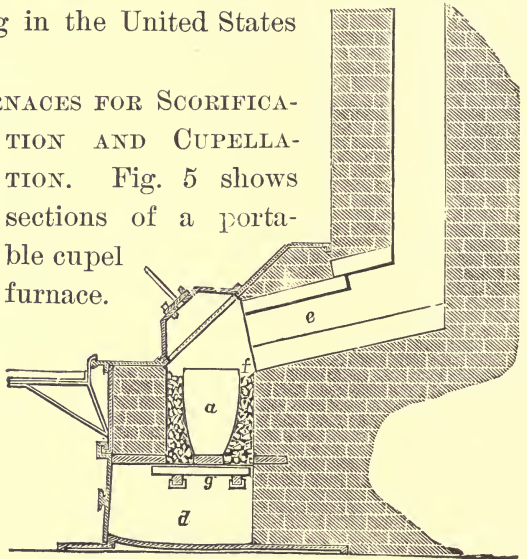 g in the United States
RNACES FOR SCORIFICA-
TION AND CUPELLA-
TION. Fig. 5 shows
sections of a porta-
ble cupel
furnace.
e
f
a
g
d